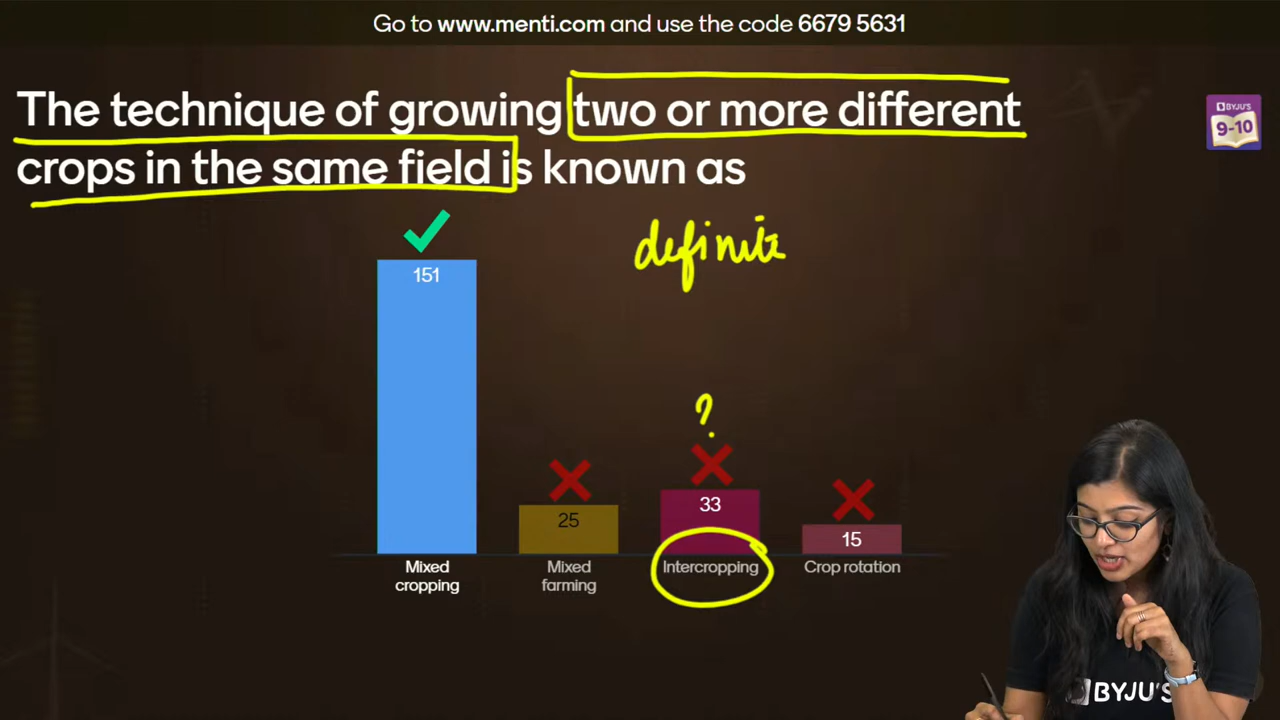 Go to www.menti.com and use the code 6679 5631
The technique of growing two or more different
crops in the same field is known as
BYJU'S
9-10
definite
151
?
33
25
15
Mixed
cropping
Mixed
farming
Intercropping
Crop rotation
BYJU'S